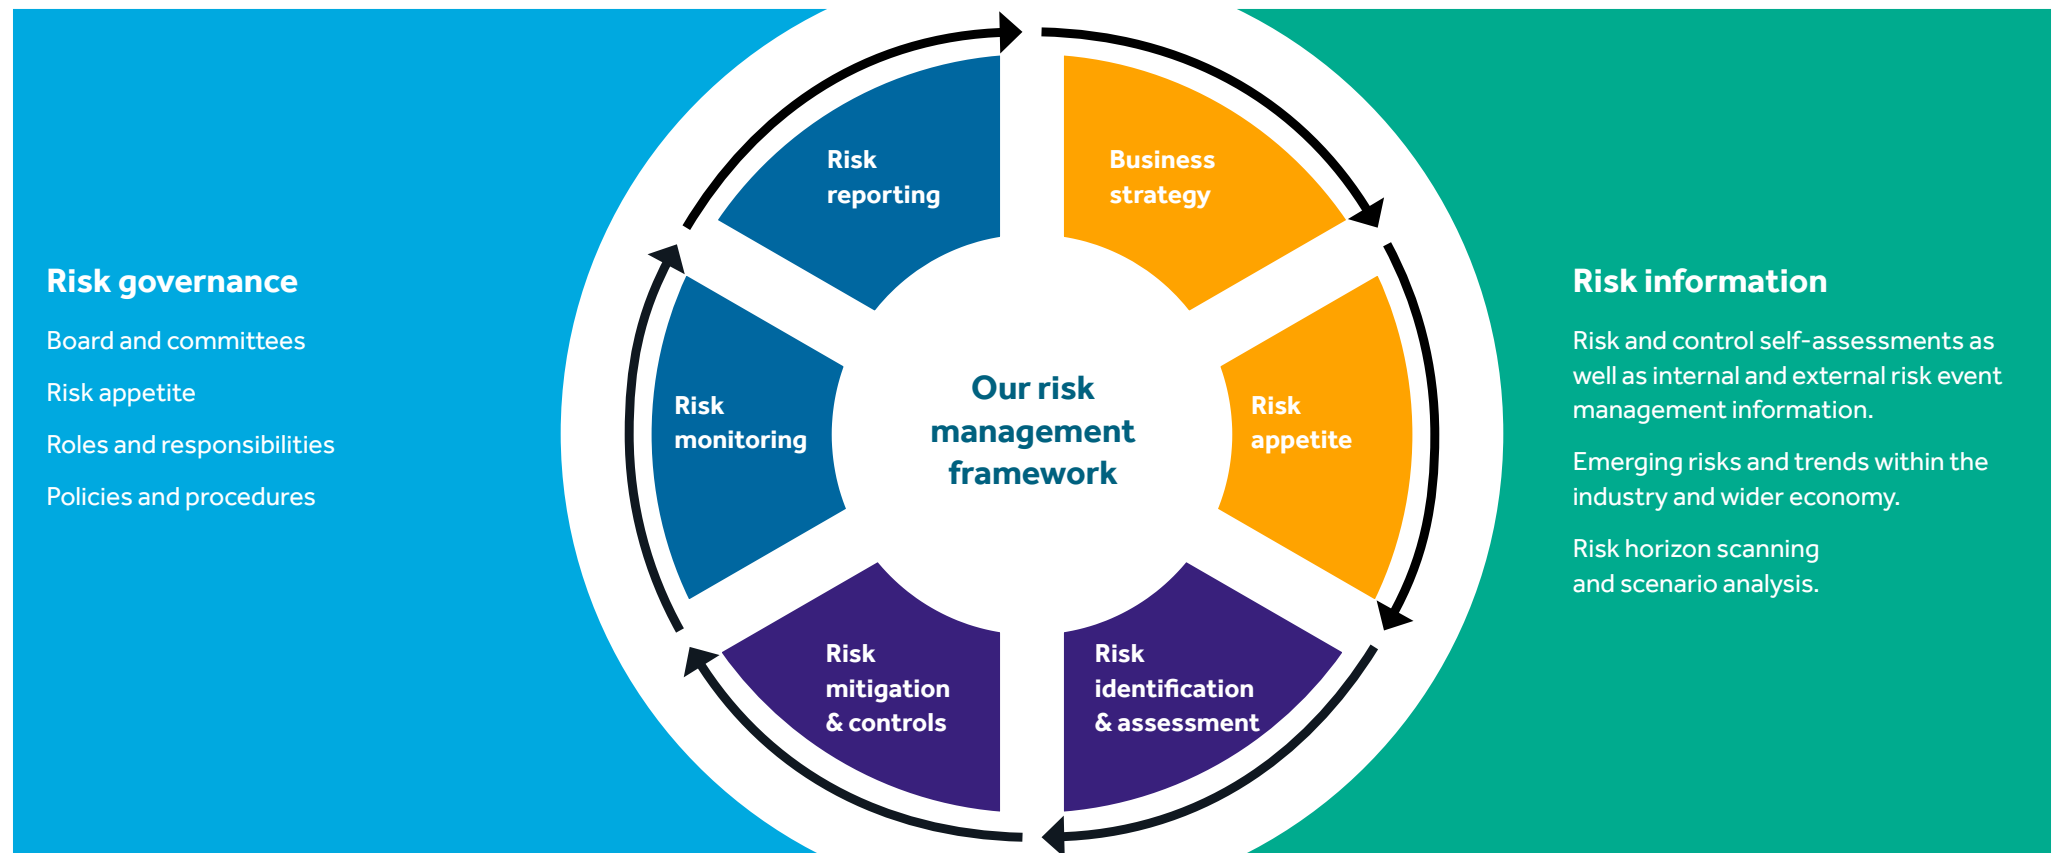 Risk governance
Board and committees
Risk appetite
Roles and responsibilities
Policies and procedures
Risk
reporting
Business
strategy
Risk
monitoring
Our risk
management
framework
Risk
appetite
Risk
mitigation
& controls
Risk
identification
& assessment
Risk information
Risk and control self-assessments as
well as internal and external risk event
management information.
Emerging risks and trends within the
industry and wider economy.
Risk horizon scanning
and scenario analysis.